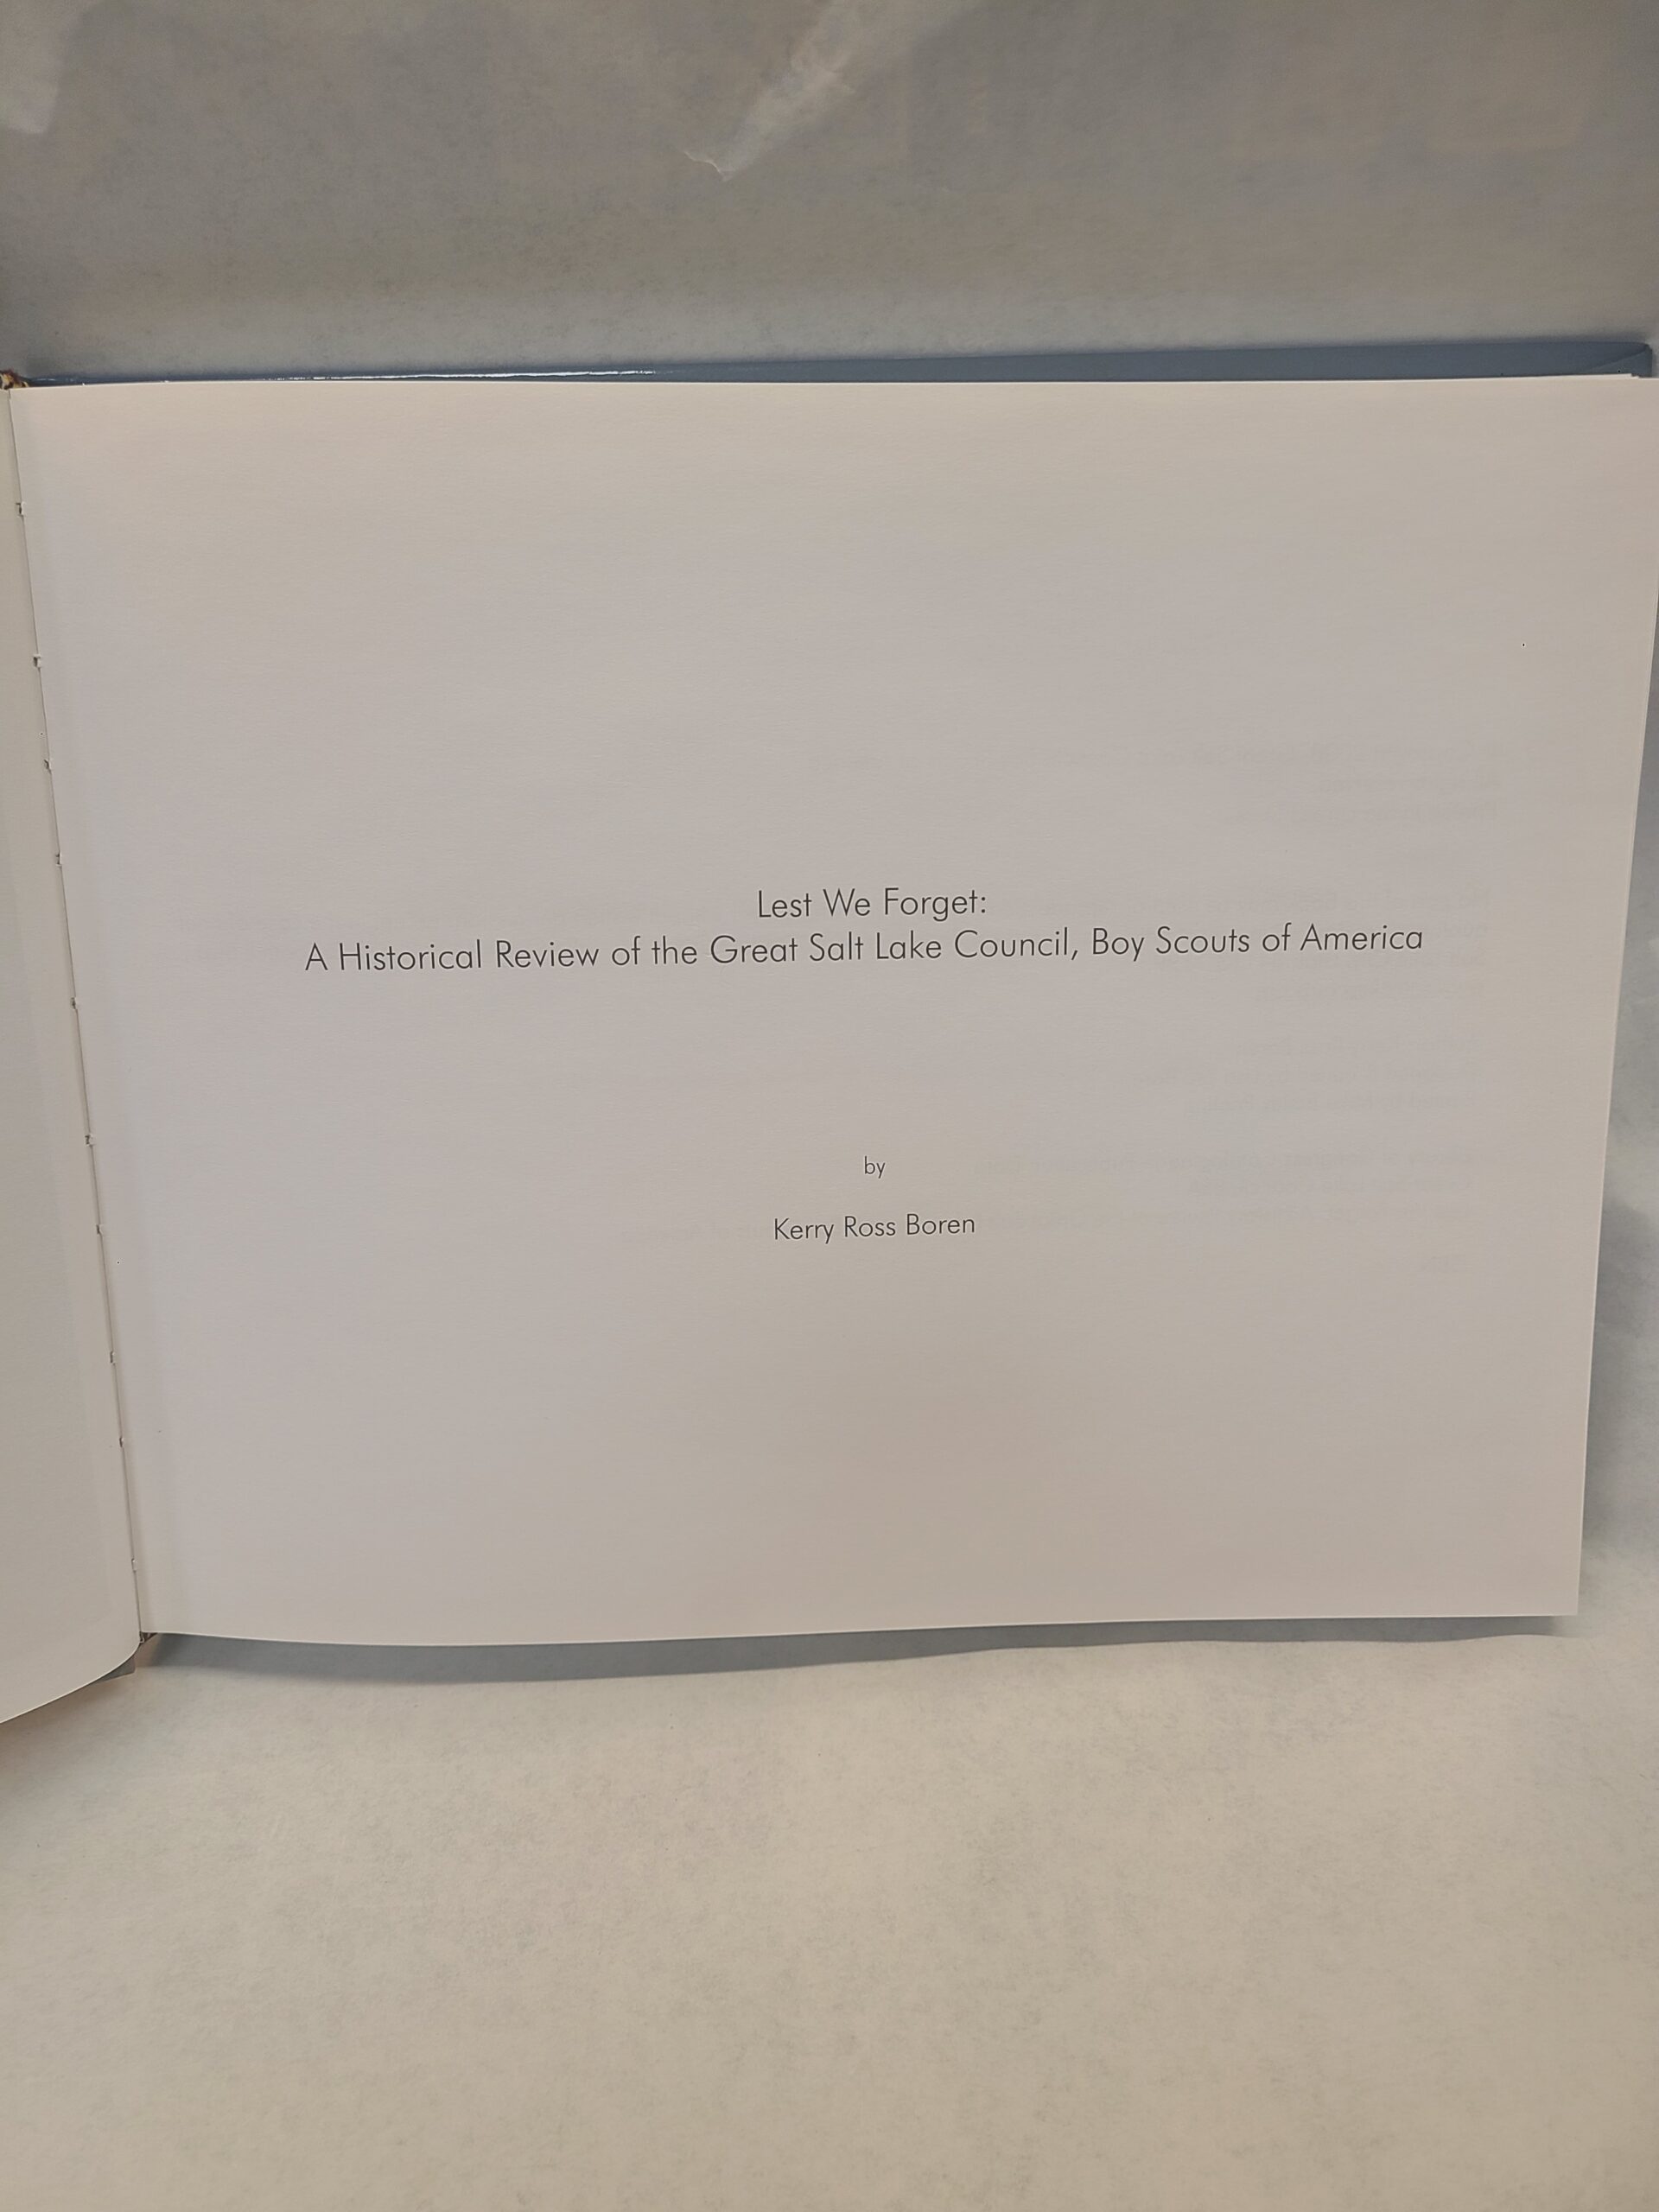 Lest We Forget:
A Historical Review of the Great Salt Lake Council, Boy Scouts of America
by
Kerry Ross Boren